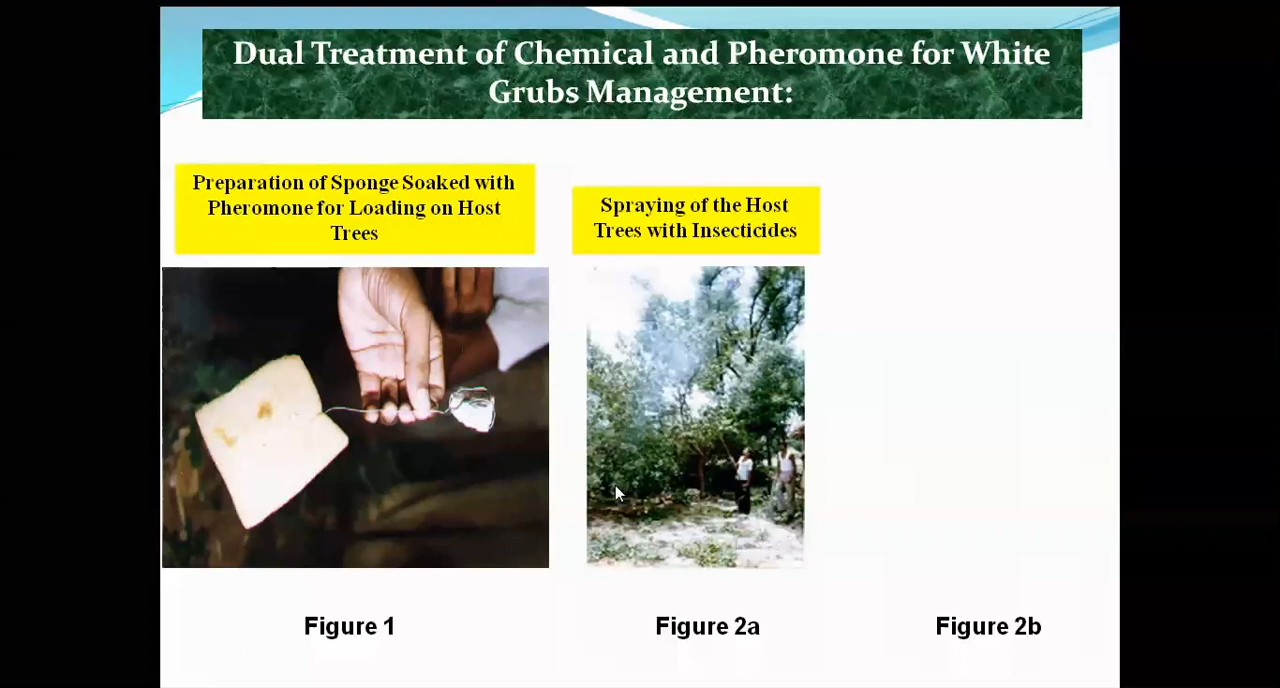 Dual Treatment of Chemical and Pheromone for White
Grubs Management:
Preparation of Sponge Soaked with
Pheromone for Loading on Host
Trees
Spraying of the Host
Trees with Insecticides
Figure 1
Figure 2a
Figure 2b